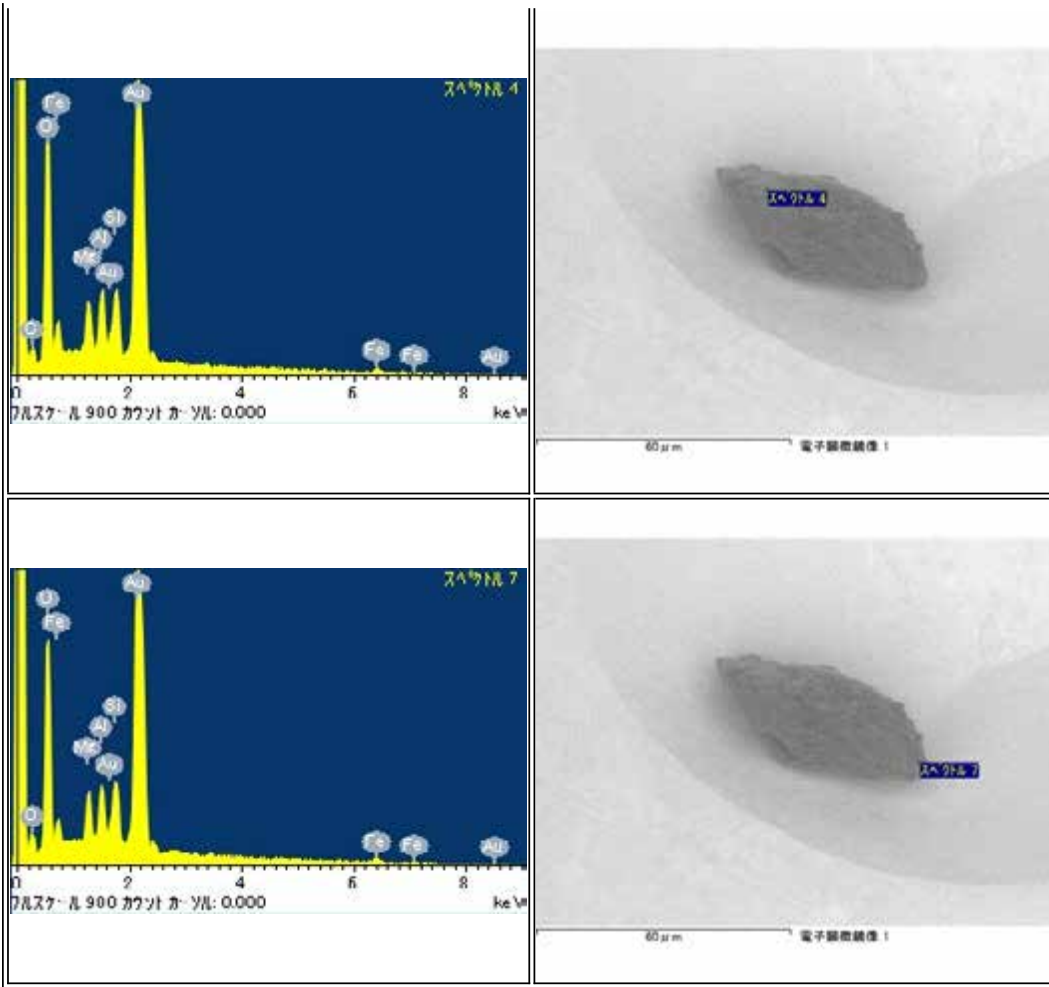 スペクトル 4
Fe
O
Au
Si
Al
Mg
Au
O
Fe
Fe
Au
0 2 4 6 8
フルスケール 900 カウント カーソル: 0.000
keV
スペクトル 4
60μm
電子顕微鏡像 1
スペクトル 7
Au
O
Fe
Si
Al
Mg
Au
O
Fe
Fe
Au
0 2 4 6 8
フルスケール 900 カウント カーソル: 0.000
keV
スペクトル 7
60μm
電子顕微鏡像 1